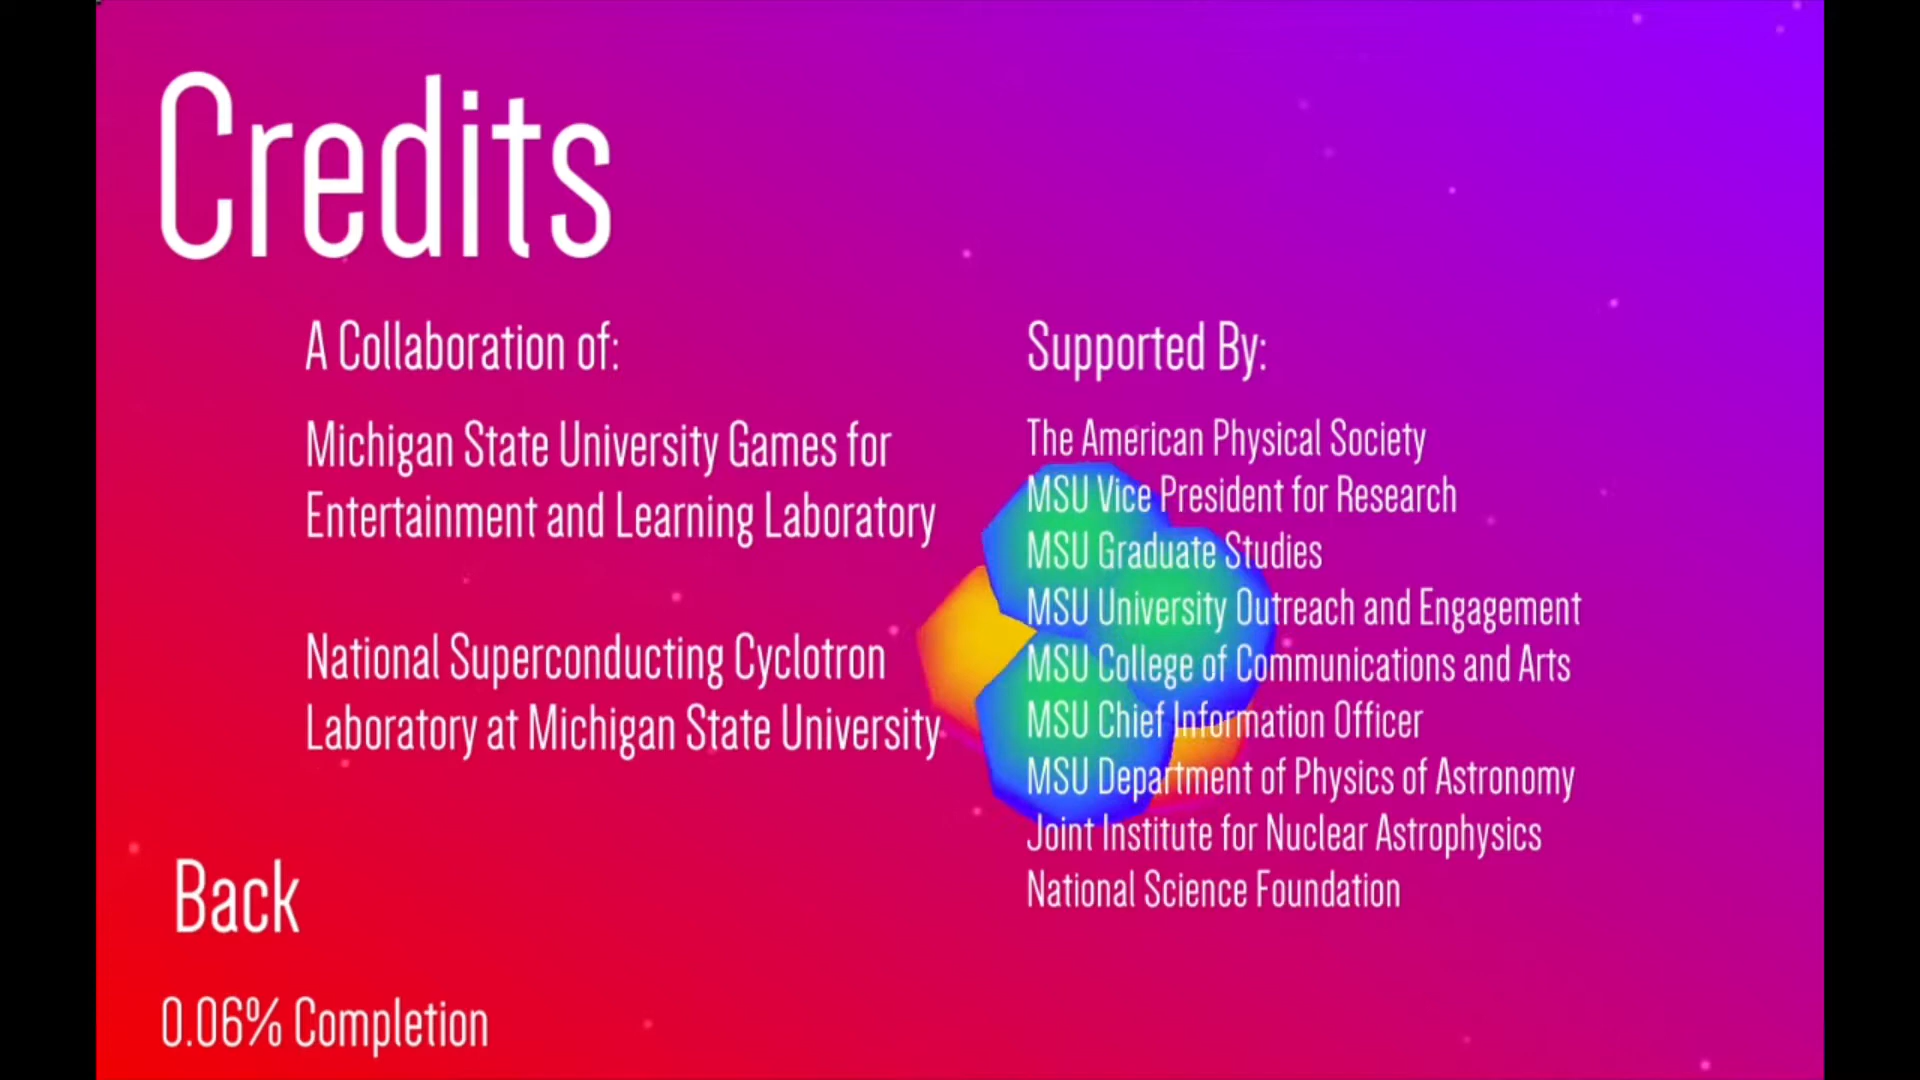 Credits
A Collaboration of:
Michigan State University Games for
Entertainment and Learning Laboratory
National Superconducting Cyclotron
Laboratory at Michigan State University
Supported By:
The American Physical Society
MSU Vice President for Research
MSU Graduate Studies
MSU University Outreach and Engagement
MSU College of Communications and Arts
MSU Chief Information Officer
MSU Department of Physics of Astronomy
Joint Institute for Nuclear Astrophysics
National Science Foundation
Back
0.06% Completion